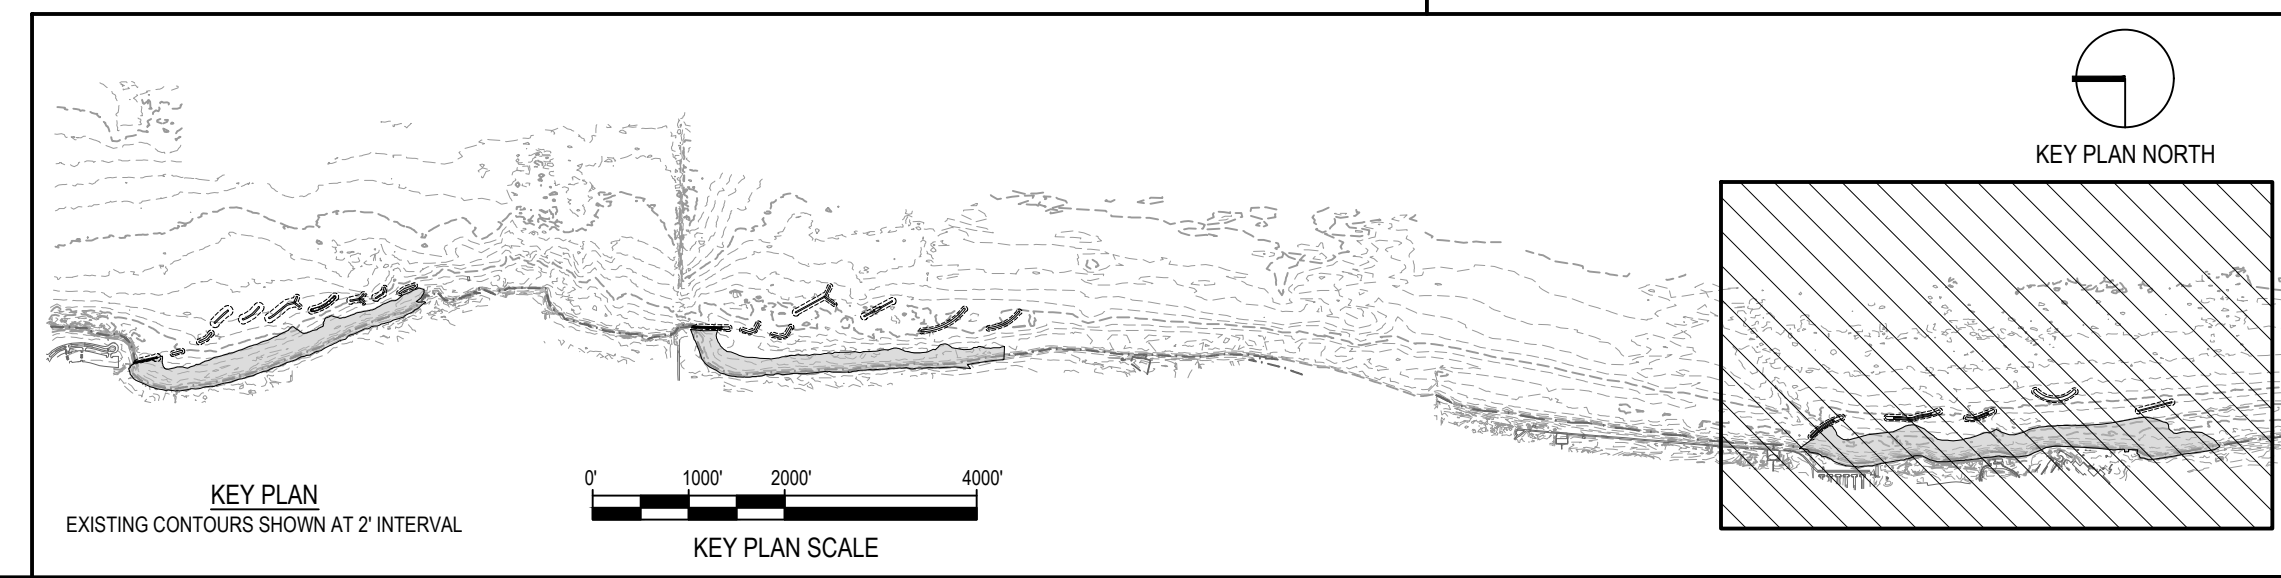 KEY PLAN NORTH
KEY PLAN
EXISTING CONTOURS SHOWN AT 2' INTERVAL
0' 1000' 2000' 4000'
KEY PLAN SCALE